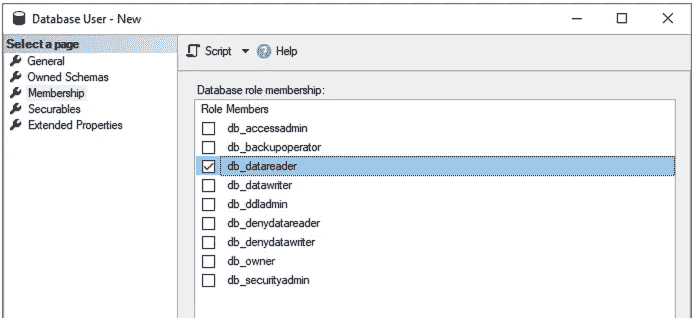 Database User - New
Select a page
General
Owned Schemas
Membership
Securables
Extended Properties
Script
Help
Database role membership:
Role Members
db_accessadmin
db_backupoperator
db_datareader
db_datawriter
db_ddladmin
db_denydatareader
db_denydatawriter
db_owner
db_securityadmin